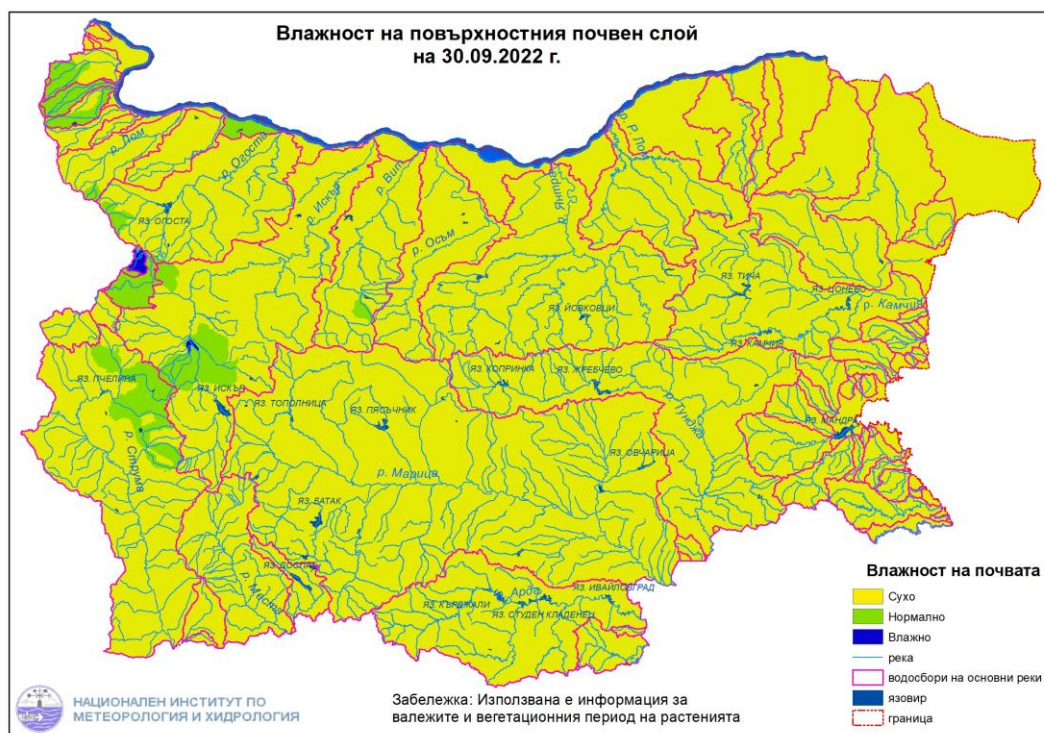 Влажност на повърхностния почвен слой
на 30.09.2022 г.
р. Лом
р. Огоста
р. Искър
р. Вит
р. Осъм
р. Р. Лом
ЯЗ. ОГОСТА
ЯЗ. ТИЧА
ЯЗ. ЦОНЕВО
р. Камчия
ЯЗ. ЙОВКОВЦИ
ЯЗ. КАМЧИЯ
ЯЗ. ПЧЕЛИНА
ЯЗ. ИСКЪР
ЯЗ. ТОПОЛНИЦА
ЯЗ. ПЯСЪЧНИК
ЯЗ. КОПРИНКА
ЯЗ. ЖРЕБЧЕВО
р. Тунджа
ЯЗ. МАНДРА
р. Струма
р. Марица
ЯЗ. ОВЧАРИЦА
ЯЗ. БАТАК
ЯЗ. ДОСПАТ
р. Места
ЯЗ. КЪРДЖАЛИ
ЯЗ. СТУДЕН КЛАДЕНЕЦ
ЯЗ. ИВАЙЛОВГРАД
Влажност на почвата
Сухо
Нормално
Влажно
река
водосбори на основни реки
язовир
граница
НАЦИОНАЛЕН ИНСТИТУТ ПО
МЕТЕОРОЛОГИЯ И ХИДРОЛОГИЯ
Забележка: Използвана е информация за
валежите и вегетационния период на растенията